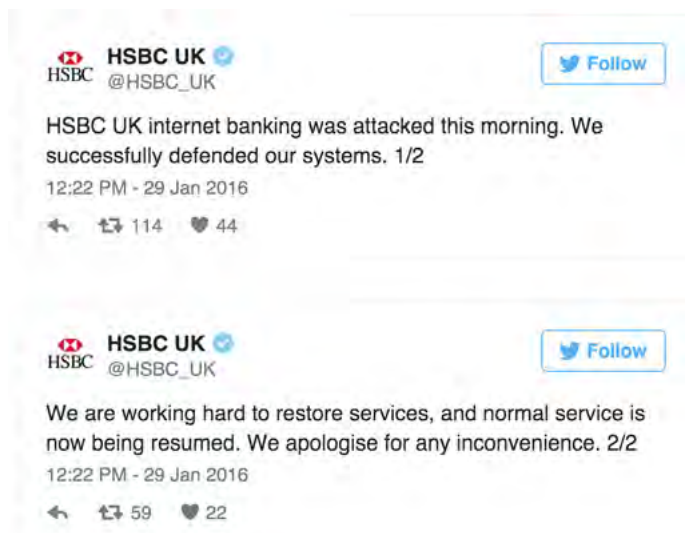 HSBC UK
HSBC
@HSBC_UK
Follow
HSBC UK internet banking was attacked this morning. We
successfully defended our systems. 1/2
12:22 PM - 29 Jan 2016
114 44
HSBC UK
HSBC
@HSBC_UK
Follow
We are working hard to restore services, and normal service is
now being resumed. We apologise for any inconvenience. 2/2
12:22 PM - 29 Jan 2016
59 22